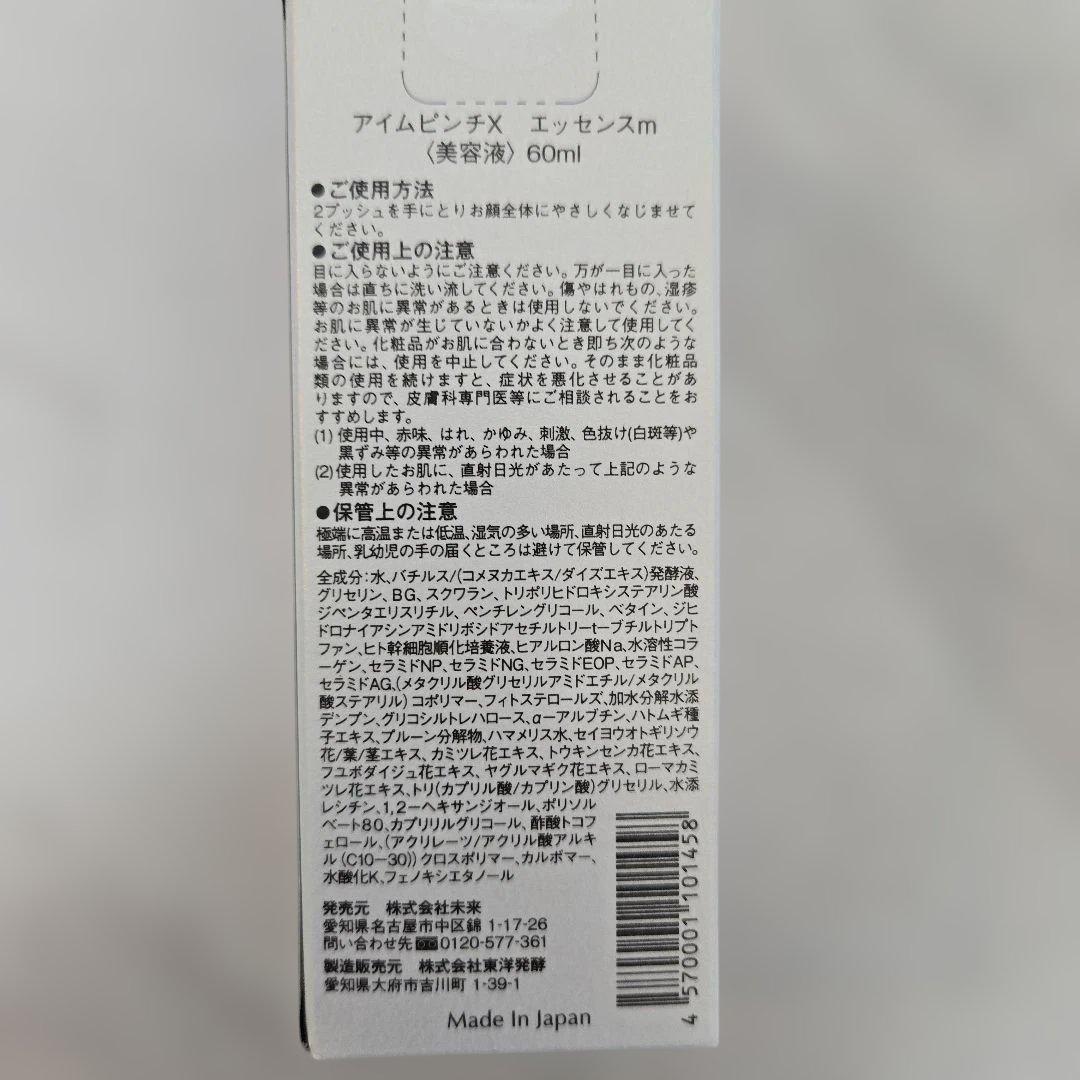 アイムピンチX　エッセンスm
〈美容液〉60ml
●ご使用方法
2プッシュを手にとりお顔全体にやさしくなじませて
ください。
●ご使用上の注意
目に入らないようにご注意ください。万が一目に入った
場合は直ちに洗い流してください。傷やはれもの、湿疹
等のお肌に異常があるときは使用しないでください。
お肌に異常が生じていないかよく注意して使用してく
ださい。化粧品がお肌に合わないとき即ち次のような
場合には、使用を中止してください。そのまま化粧品
類の使用を続けますと、症状を悪化させることがあ
りますので、皮膚科専門医等にご相談されることをお
すすめします。
(1) 使用中、赤味、はれ、かゆみ、刺激、色抜け(白斑等)や
黒ずみ等の異常があらわれた場合
(2)使用したお肌に、直射日光があたって上記のような
異常があらわれた場合
●保管上の注意
極端に高温または低温、湿気の多い場所、直射日光のあたる
場所、乳幼児の手の届くところは避けて保管してください。
全成分：水、バチルス/(コメヌカエキス/ダイズエキス)発酵液、
グリセリン、BG、スクワラン、トリポリヒドロキシステアリン酸
ジペンタエリスリチル、ペンチレングリコール、ベタイン、ジヒ
ドロナイアシンアミドリボシドアセチルトリーtーブチルトリプト
ファン、ヒト幹細胞順化培養液、ヒアルロン酸Na、水溶性コラ
ーゲン、セラミドNP、セラミドNG、セラミドEOP、セラミドAP、
セラミドAG、(メタクリル酸グリセリルアミドエチル/メタクリル
酸ステアリル) コポリマー、フィトステロールズ、加水分解水添
デンプン、グリコシルトレハロース、α－アルブチン、ハトムギ種
子エキス、プルーン分解物、ハマメリス水、セイヨウオトギリソウ
花/葉/茎エキス、カミツレ花エキス、トウキンセンカ花エキス、
フユボダイジュ花エキス、ヤグルマギク花エキス、ローマカミ
ツレ花エキス、トリ(カプリル酸/カプリン酸)グリセリル、水添
レシチン、1,2－ヘキサンジオール、ポリソル
ベート80、カプリリルグリコール、酢酸トコフ
ェロール、(アクリレーツ/アクリル酸アルキ
ル (C10－30)) クロスポリマー、カルボマー、
水酸化K、フェノキシエタノール
発売元　株式会社未来
愛知県名古屋市中区錦 1-17-26
問い合わせ先 0120-577-361
製造販売元　株式会社東洋発酵
愛知県大府市吉川町 1-39-1
Made In Japan
4 570001 101458